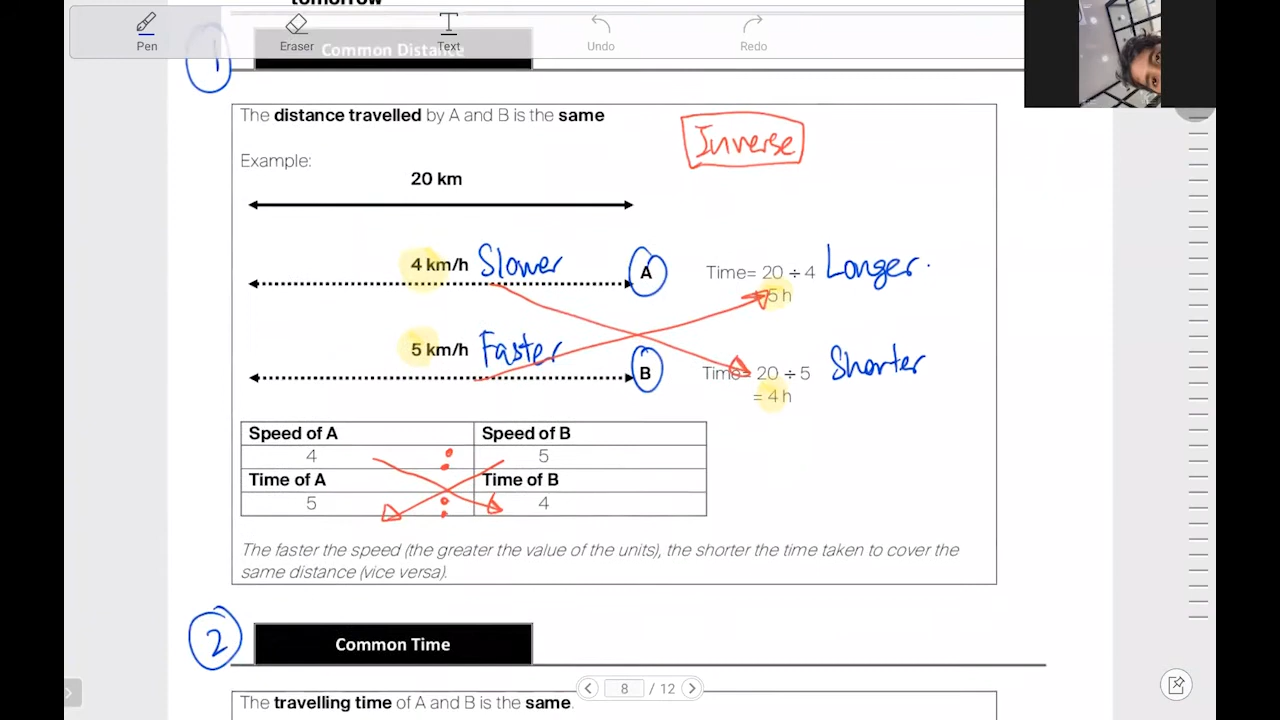 tomorrow
Pen
Eraser
Text
Undo
Redo
1
Common Distance
The distance travelled by A and B is the same
Inverse
Example:
20 km
4 km/h Slower A Time= 20 ÷ 4 Longer.
5 h
5 km/h Faster B Time= 20 ÷ 5 Shorter
= 4 h
Speed of A Speed of B
4 : 5
Time of A Time of B
5 : 4
The faster the speed (the greater the value of the units), the shorter the time taken to cover the
same distance (vice versa).
2
Common Time
8 / 12
The travelling time of A and B is the same.